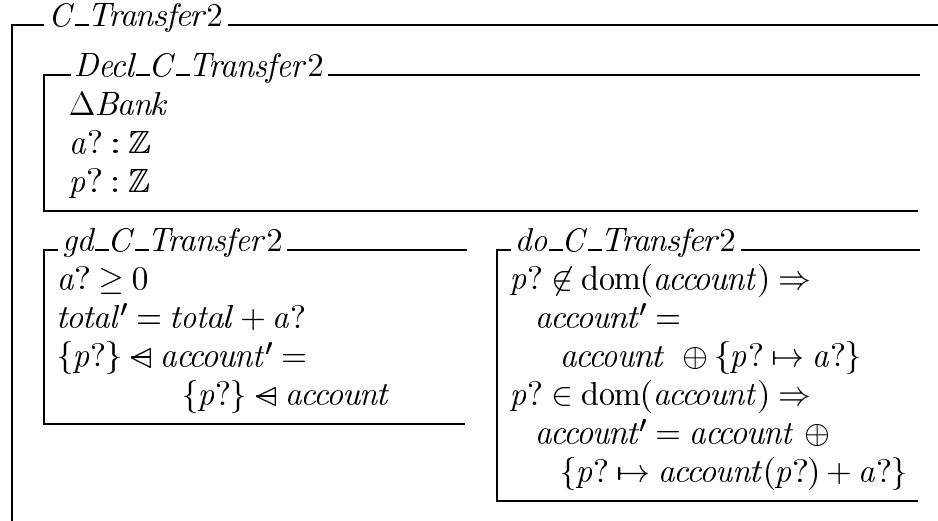 C_Transfer2
Decl_C_Transfer2
ΔBank
a? : ℤ
p? : ℤ
gd_C_Transfer2
a? ≥ 0
total′ = total + a?
{p?} ⩤ account′ =
{p?} ⩤ account
do_C_Transfer2
p? ∉ dom(account) ⇒
account′ =
account ⊕ {p? ↦ a?}
p? ∈ dom(account) ⇒
account′ = account ⊕
{p? ↦ account(p?) + a?}